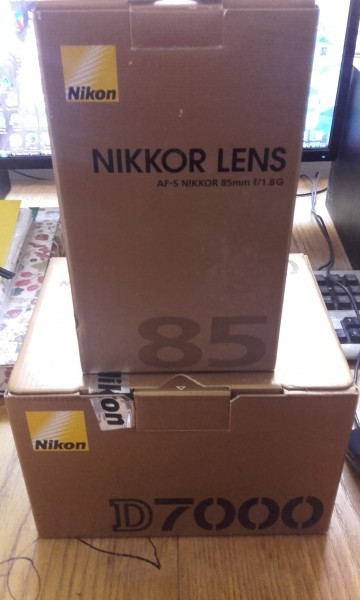 Nikon
NIKKOR LENS
AF-S NIKKOR 85mm f/1.8G
85
Nikon
Nikon
D7000